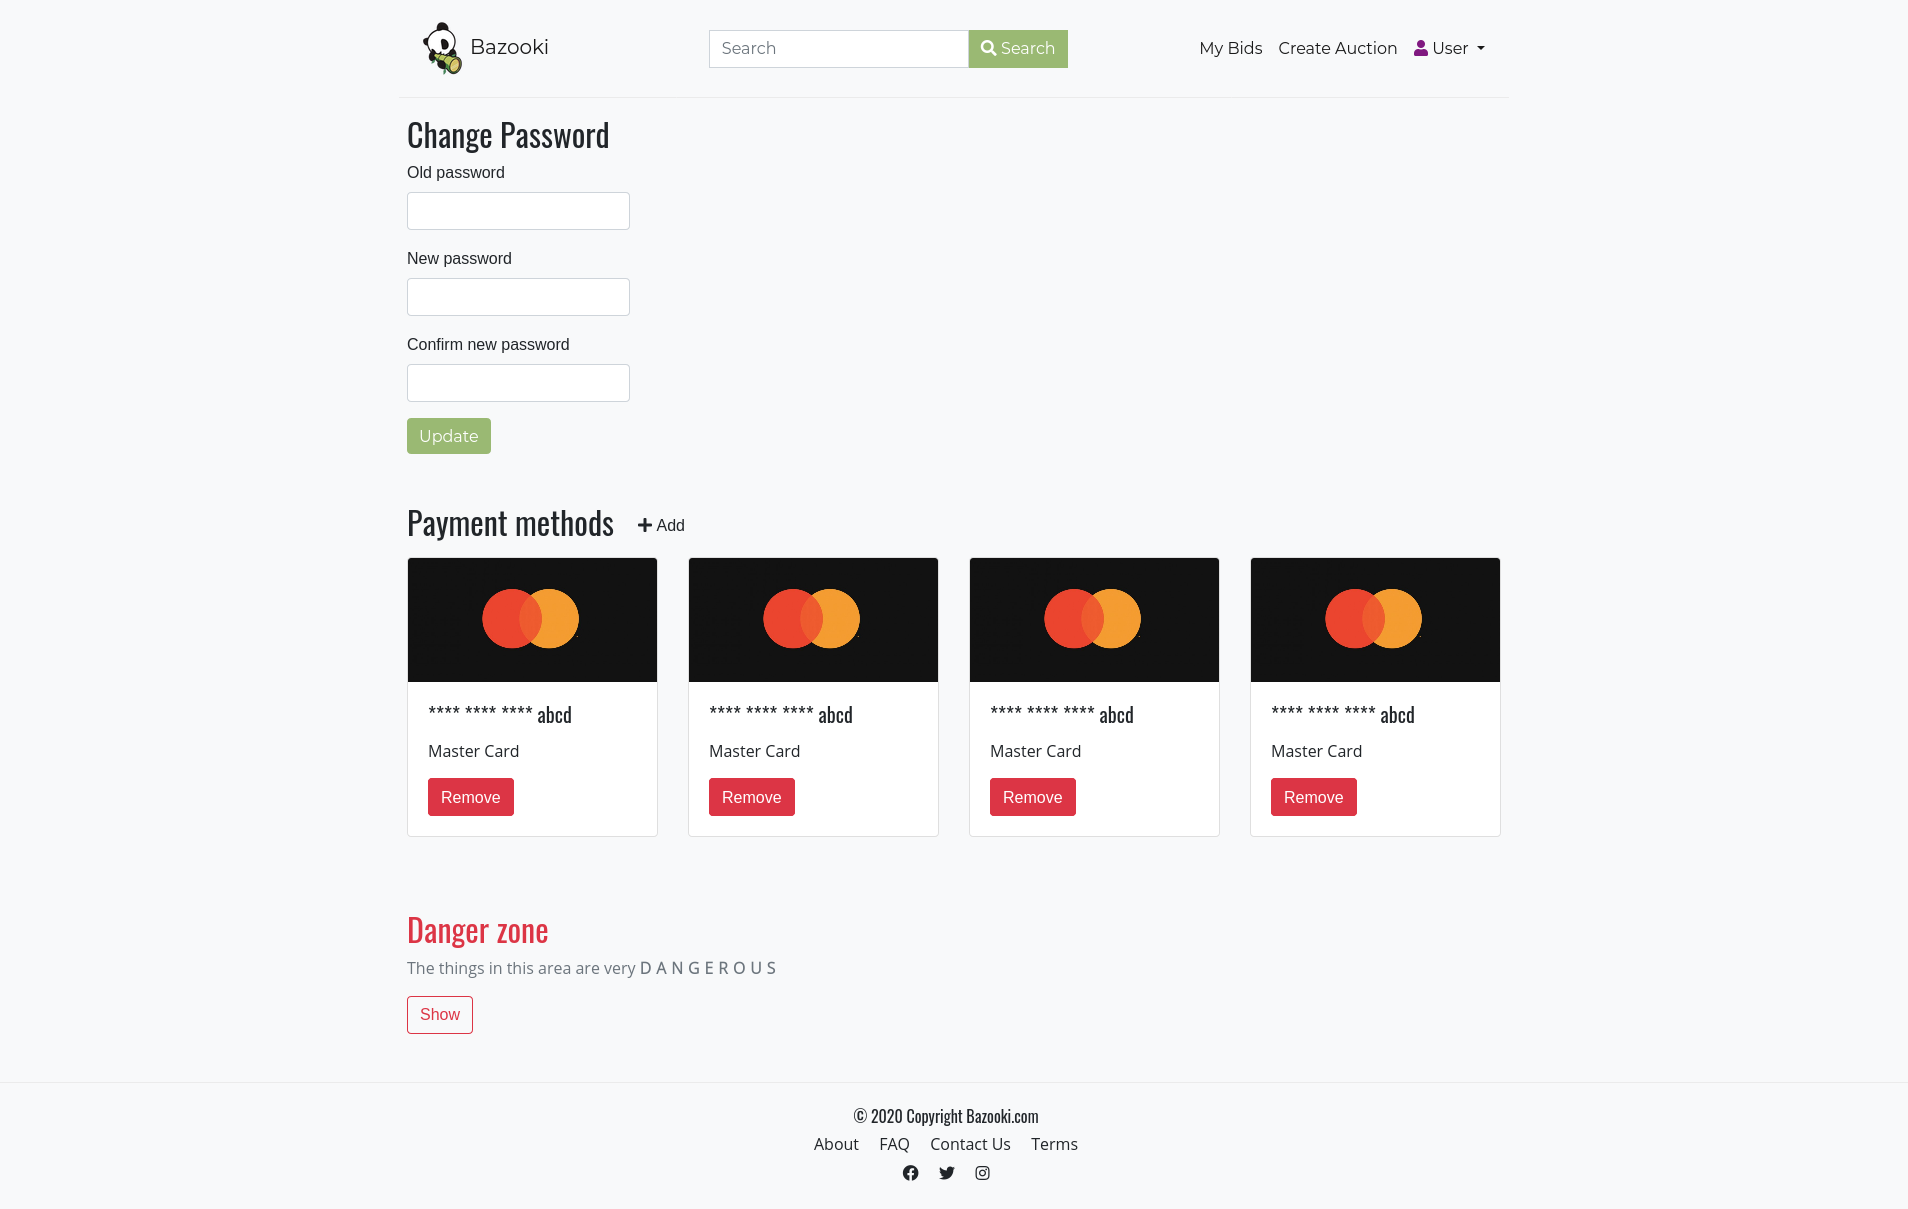 Bazooki
Search
Search
My Bids
Create Auction
User
Change Password
Old password
New password
Confirm new password
Update
Payment methods
Add
**** **** **** abcd
Master Card
Remove
**** **** **** abcd
Master Card
Remove
**** **** **** abcd
Master Card
Remove
**** **** **** abcd
Master Card
Remove
Danger zone
The things in this area are very D A N G E R O U S
Show
© 2020 Copyright Bazooki.com
About FAQ Contact Us Terms